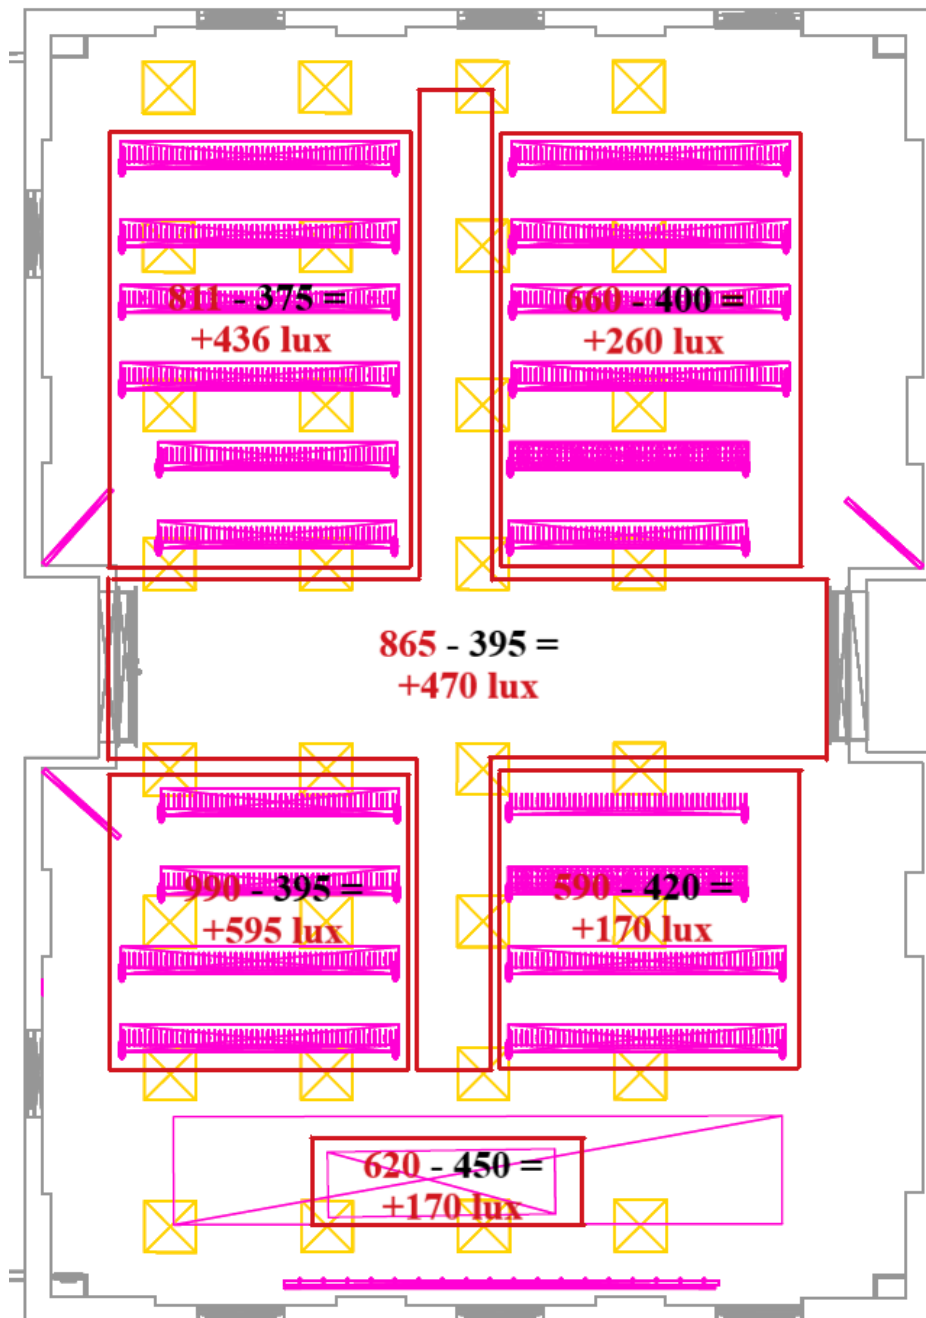 811 - 375 =
+436 lux
660 - 400 =
+260 lux
865 - 395 =
+470 lux
990 - 395 =
+595 lux
590 - 420 =
+170 lux
620 - 450 =
+170 lux